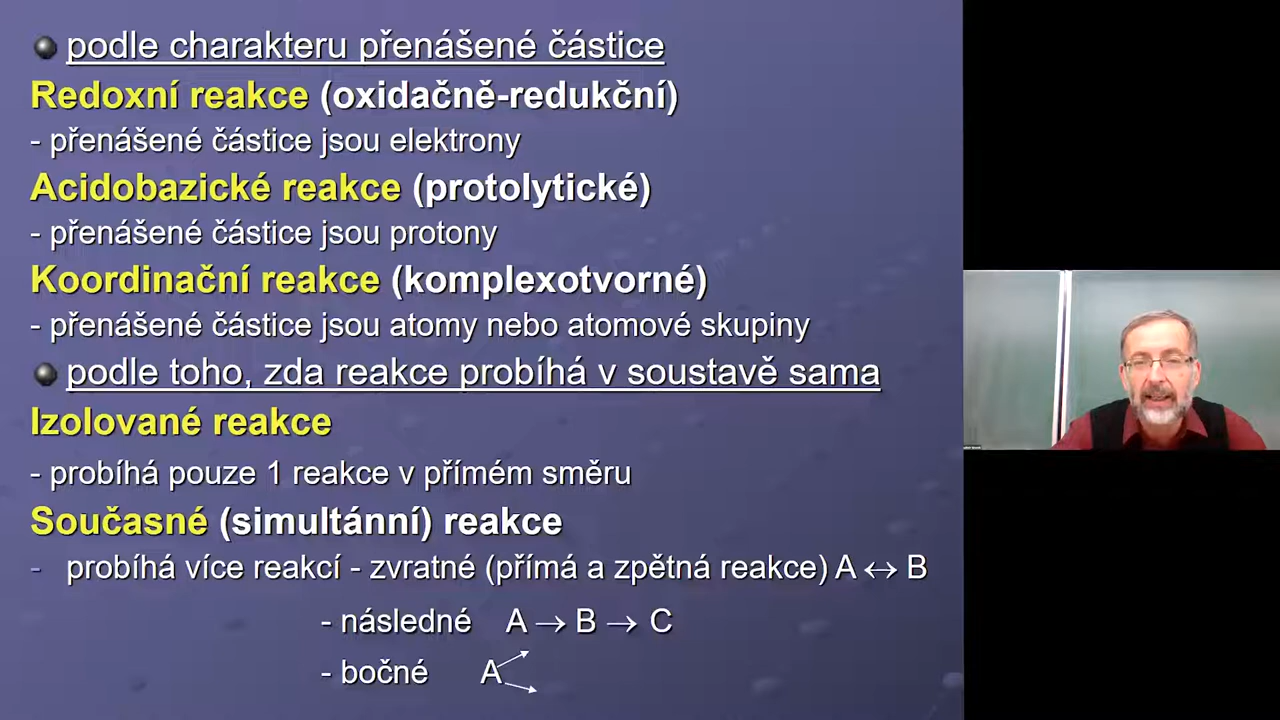 podle charakteru přenášené částice
Redoxní reakce (oxidačně-redukční)
- přenášené částice jsou elektrony
Acidobazické reakce (protolytické)
- přenášené částice jsou protony
Koordinační reakce (komplexotvorné)
- přenášené částice jsou atomy nebo atomové skupiny
podle toho, zda reakce probíhá v soustavě sama
Izolované reakce
- probíhá pouze 1 reakce v přímém směru
Současné (simultánní) reakce
- probíhá více reakcí - zvratné (přímá a zpětná reakce) A ↔ B
- následné A → B → C
- bočné A